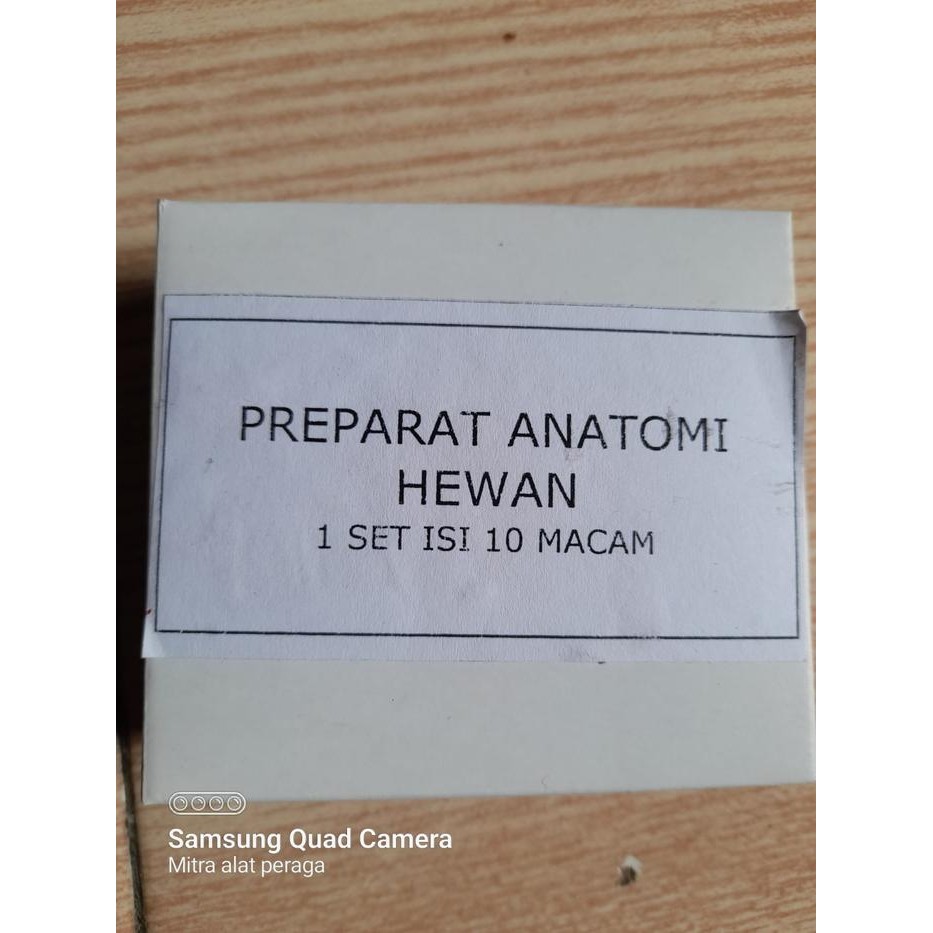 PREPARAT ANATOMI
HEWAN
1 SET ISI 10 MACAM
Samsung Quad Camera
Mitra alat peraga